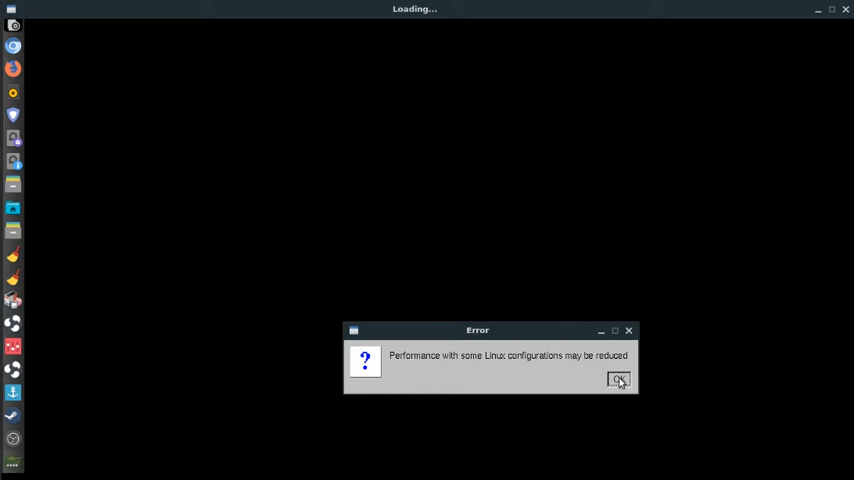 Loading...
Error
?
Performance with some Linux configurations may be reduced
OK